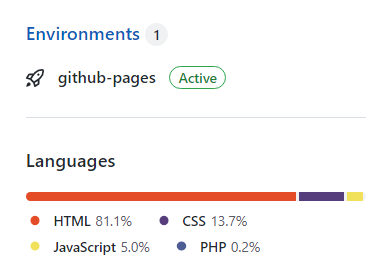 Environments 1
github-pages Active
Languages
HTML 81.1% CSS 13.7%
JavaScript 5.0% PHP 0.2%